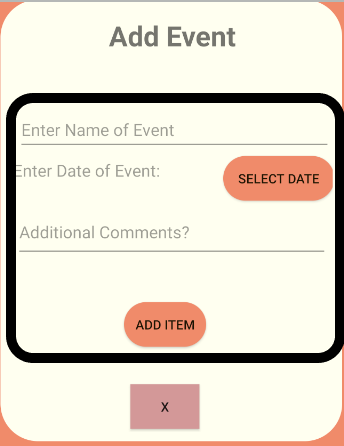 Add Event
Enter Name of Event
Enter Date of Event:
SELECT DATE
Additional Comments?
ADD ITEM
X